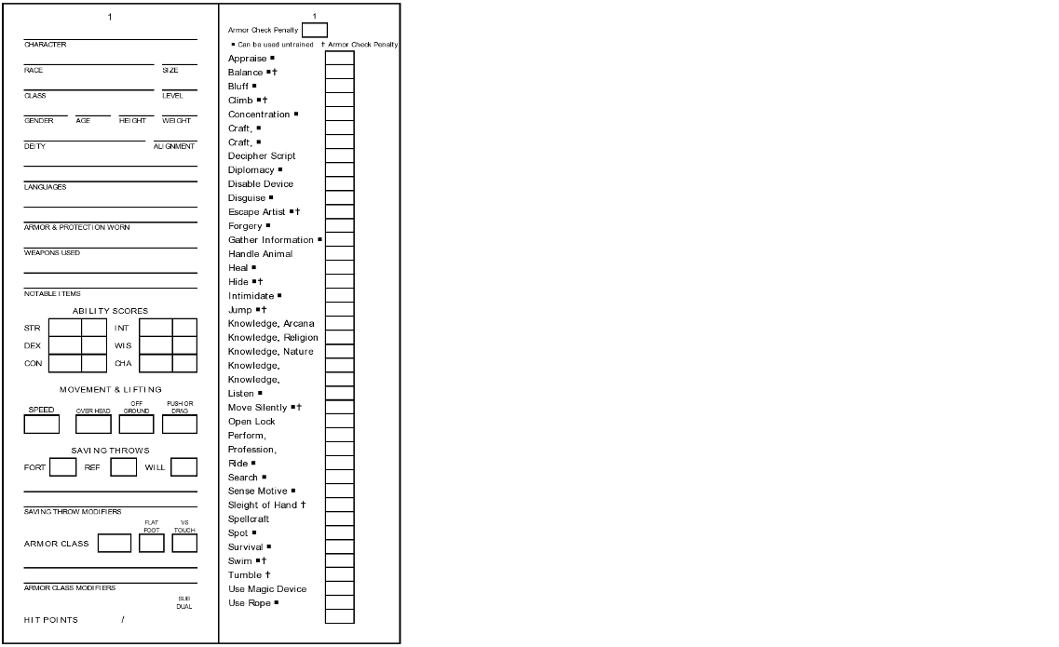 1
CHARACTER
RACE SIZE
CLASS LEVEL
GENDER AGE HEIGHT WEIGHT
DEITY ALIGNMENT
LANGUAGES
ARMOR & PROTECTION WORN
WEAPONS USED
NOTABLE ITEMS
ABILITY SCORES
STR INT
DEX WIS
CON CHA
MOVEMENT & LIFTING
SPEED OVER HEAD OFF GROUND PUSH OR DRAG
SAVING THROWS
FORT REF WILL
SAVING THROW MODIFIERS
ARMOR CLASS FLAT FOOT VS TOUCH
ARMOR CLASS MODIFIERS
SUB DUAL
HIT POINTS /
1
Armor Check Penalty
▪ Can be used untrained † Armor Check Penalty
Appraise ▪
Balance ▪†
Bluff ▪
Climb ▪†
Concentration ▪
Craft, ▪
Craft, ▪
Decipher Script
Diplomacy ▪
Disable Device
Disguise ▪
Escape Artist ▪†
Forgery ▪
Gather Information ▪
Handle Animal
Heal ▪
Hide ▪†
Intimidate ▪
Jump ▪†
Knowledge, Arcana
Knowledge, Religion
Knowledge, Nature
Knowledge,
Knowledge,
Listen ▪
Move Silently ▪†
Open Lock
Perform,
Profession,
Ride ▪
Search ▪
Sense Motive ▪
Sleight of Hand †
Spellcraft
Spot ▪
Survival ▪
Swim ▪†
Tumble †
Use Magic Device
Use Rope ▪